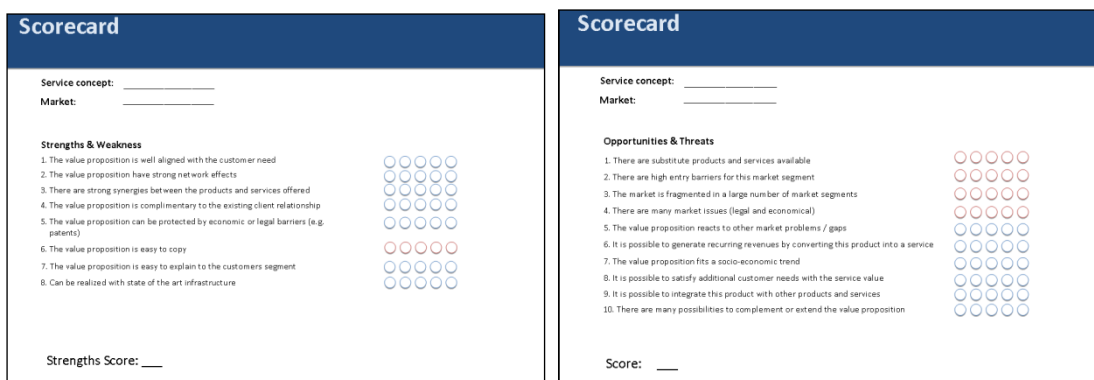 Scorecard
Service concept: ________________
Market: ________________
Strengths & Weakness
1. The value proposition is well aligned with the customer need
2. The value proposition have strong network effects
3. There are strong synergies between the products and services offered
4. The value proposition is complimentary to the existing client relationship
5. The value proposition can be protected by economic or legal barriers (e.g.
patents)
6. The value proposition is easy to copy
7. The value proposition is easy to explain to the customers segment
8. Can be realized with state of the art infrastructure
Strengths Score: ___
Scorecard
Service concept: ________________
Market: ________________
Opportunities & Threats
1. There are substitute products and services available
2. There are high entry barriers for this market segment
3. The market is fragmented in a large number of market segments
4. There are many market issues (legal and economical)
5. The value proposition reacts to other market problems / gaps
6. It is possible to generate recurring revenues by converting this product into a service
7. The value proposition fits a socio-economic trend
8. It is possible to satisfy additional customer needs with the service value
9. It is possible to integrate this product with other products and services
10. There are many possibilities to complement or extend the value proposition
Score: ___